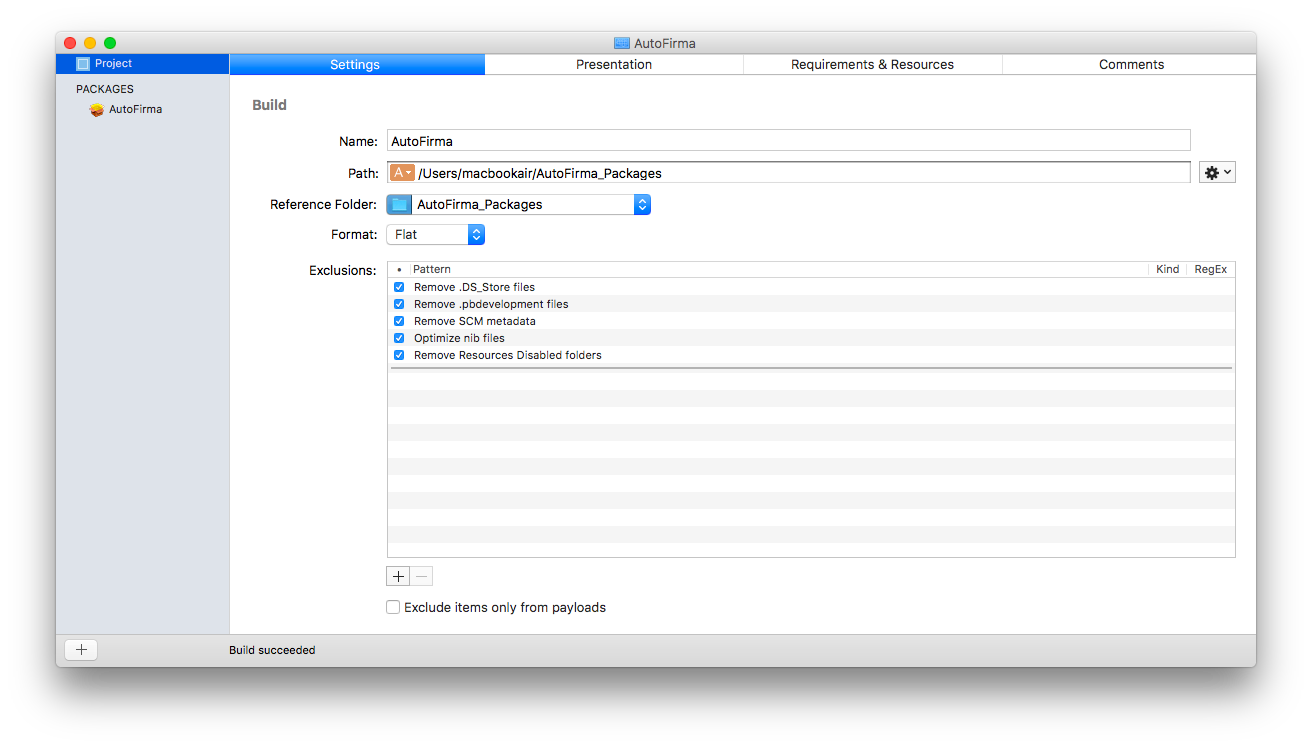 AutoFirma
Project
Settings
Presentation
Requirements & Resources
Comments
PACKAGES
AutoFirma
Build
Name: AutoFirma
Path: A /Users/macbookair/AutoFirma_Packages
Reference Folder: AutoFirma_Packages
Format: Flat
Exclusions:
• Pattern Kind RegEx
Remove .DS_Store files
Remove .pbdevelopment files
Remove SCM metadata
Optimize nib files
Remove Resources Disabled folders
Exclude items only from payloads
Build succeeded